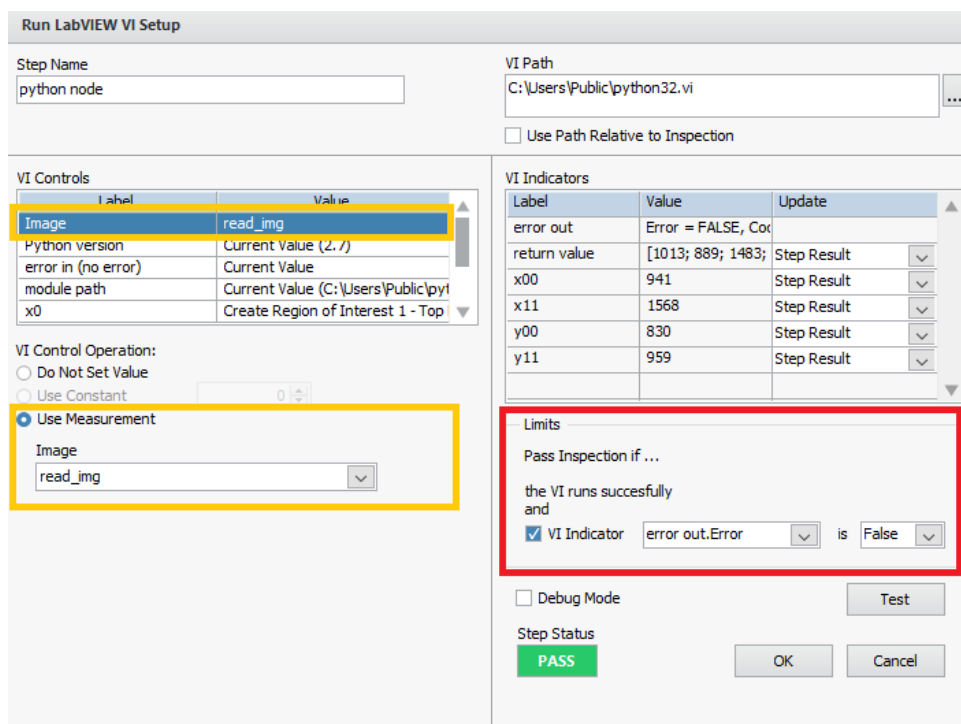 Run LabVIEW VI Setup
Step Name
python node
VI Path
C:\Users\Public\python32.vi
...
Use Path Relative to Inspection
VI Controls
Label Value
Image read_img
Python version Current Value (2.7)
error in (no error) Current Value
module path Current Value (C:\Users\Public\pyt
x0 Create Region of Interest 1 - Top
VI Control Operation:
Do Not Set Value
Use Constant 0
Use Measurement
Image
read_img
VI Indicators
Label Value Update
error out Error = FALSE, Coc
return value [1013; 889; 1483; Step Result
x00 941 Step Result
x11 1568 Step Result
y00 830 Step Result
y11 959 Step Result
Limits
Pass Inspection if ...
the VI runs succesfully
and
VI Indicator error out.Error is False
Debug Mode
Test
Step Status
PASS
OK
Cancel